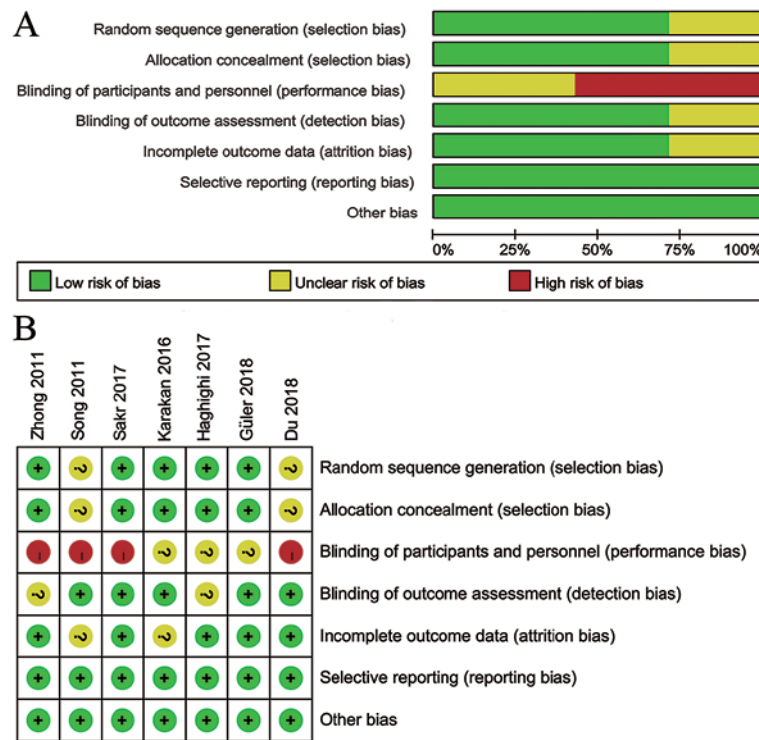 A
Random sequence generation (selection bias)
Allocation concealment (selection bias)
Blinding of participants and personnel (performance bias)
Blinding of outcome assessment (detection bias)
Incomplete outcome data (attrition bias)
Selective reporting (reporting bias)
Other bias
0% 25% 50% 75% 100%
Low risk of bias Unclear risk of bias High risk of bias
B
Zhong 2011 Song 2011 Sakr 2017 Karakan 2016 Haghighi 2017 Güler 2018 Du 2018
+ ? + + + + ? Random sequence generation (selection bias)
+ ? + + + + ? Allocation concealment (selection bias)
− − − ? ? ? − Blinding of participants and personnel (performance bias)
? + + + ? + + Blinding of outcome assessment (detection bias)
+ ? + ? + + + Incomplete outcome data (attrition bias)
+ + + + + + + Selective reporting (reporting bias)
+ + + + + + + Other bias